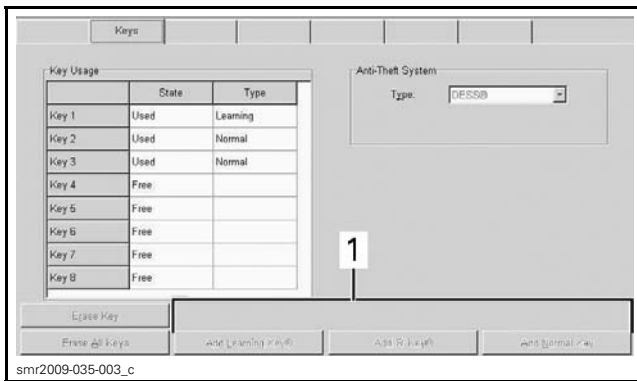 Keys
Key Usage
State Type
Key 1 Used Learning
Key 2 Used Normal
Key 3 Used Normal
Key 4 Free
Key 5 Free
Key 6 Free
Key 7 Free
Key 8 Free
Anti-Theft System
Type: DESS®
1
Erase Key
Erase All Keys Add Learning Key® Add S-Key® Add Normal Key
smr2009-035-003_c